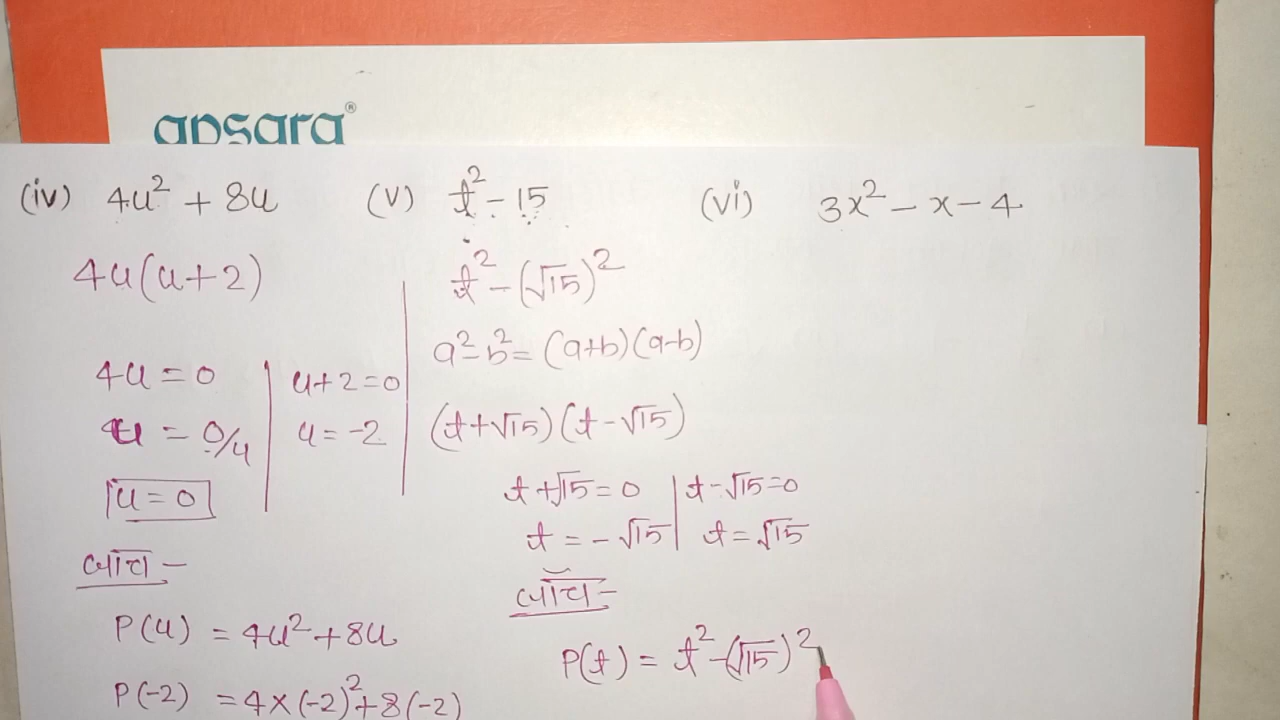 apsara®
(iv) 4u² + 8u
4u(u+2)
4u = 0
u = 0/4
u = 0
u+2=0
u = -2
जाँच -
P(u) = 4u²+8u
P(-2) = 4×(-2)²+8(-2)
(v) t² - 15
t² - (√15)²
a²-b² = (a+b)(a-b)
(t+√15)(t-√15)
t+√15=0
t = -√15
t-√15=0
t = √15
जाँच -
P(t) = t²-(√15)²
(vi) 3x² - x - 4